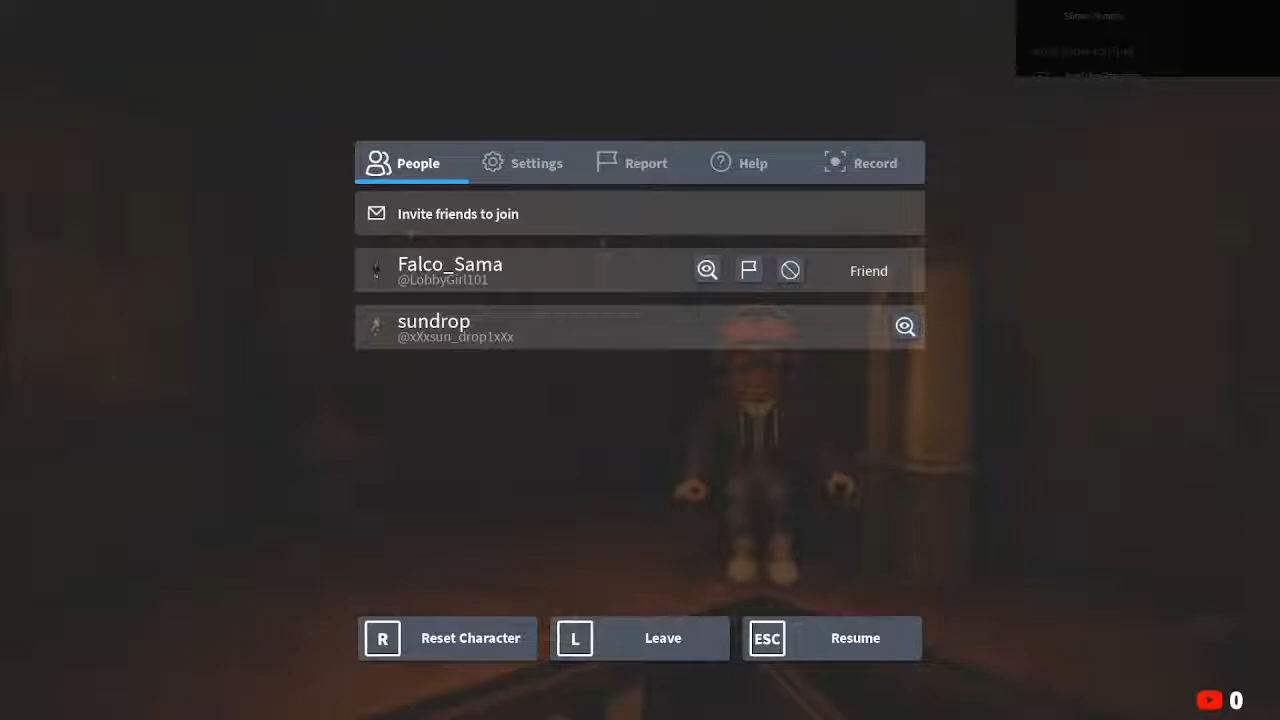 People
Settings
Report
Help
Record
Invite friends to join
Falco_Sama
@LobbyGirl101
Friend
sundrop
@xXxsun_drop1xXx
R Reset Character
L Leave
ESC Resume
0